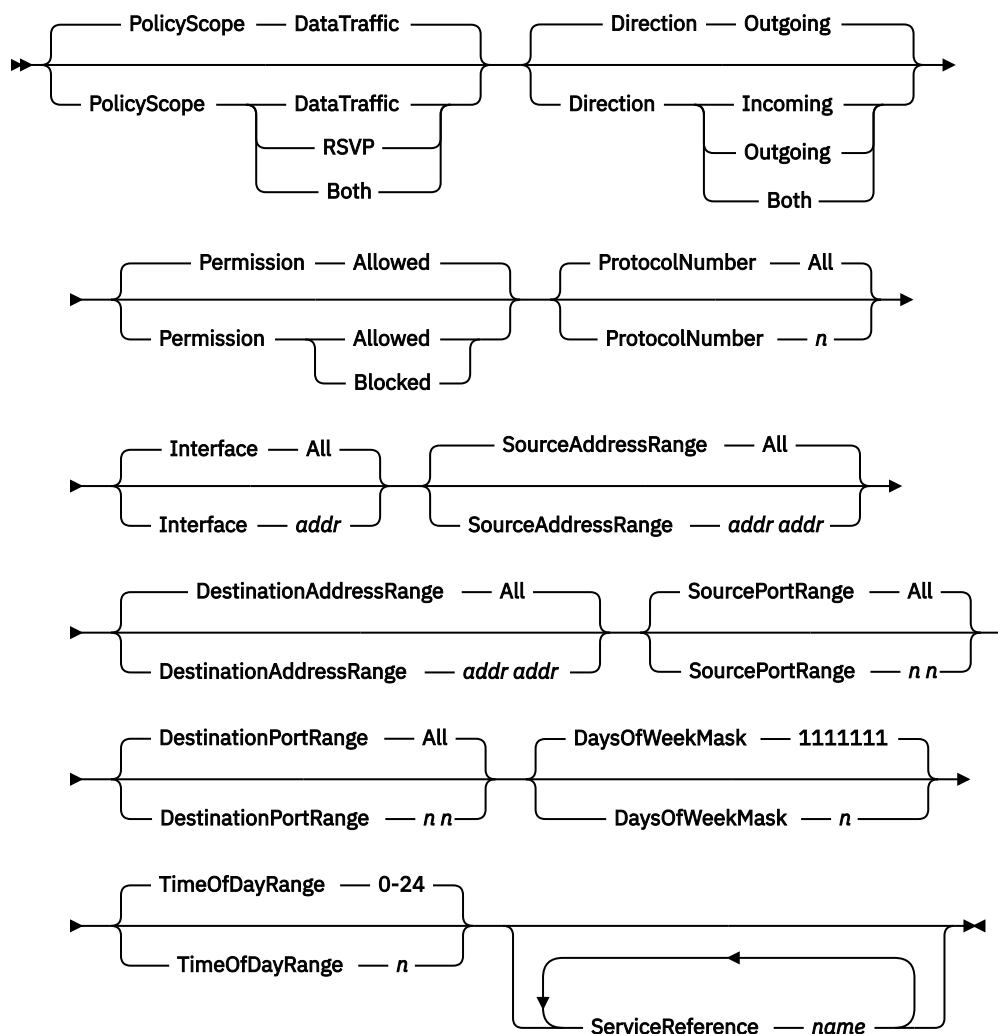 PolicyScope DataTraffic Direction Outgoing
PolicyScope DataTraffic Direction Incoming
RSVP Outgoing
Both Both
Permission Allowed ProtocolNumber All
Permission Allowed ProtocolNumber n
Blocked
Interface All SourceAddressRange All
Interface addr SourceAddressRange addr addr
DestinationAddressRange All SourcePortRange All
DestinationAddressRange addr addr SourcePortRange n n
DestinationPortRange All DaysOfWeekMask 1111111
DestinationPortRange n n DaysOfWeekMask n
TimeOfDayRange 0-24
TimeOfDayRange n
ServiceReference name